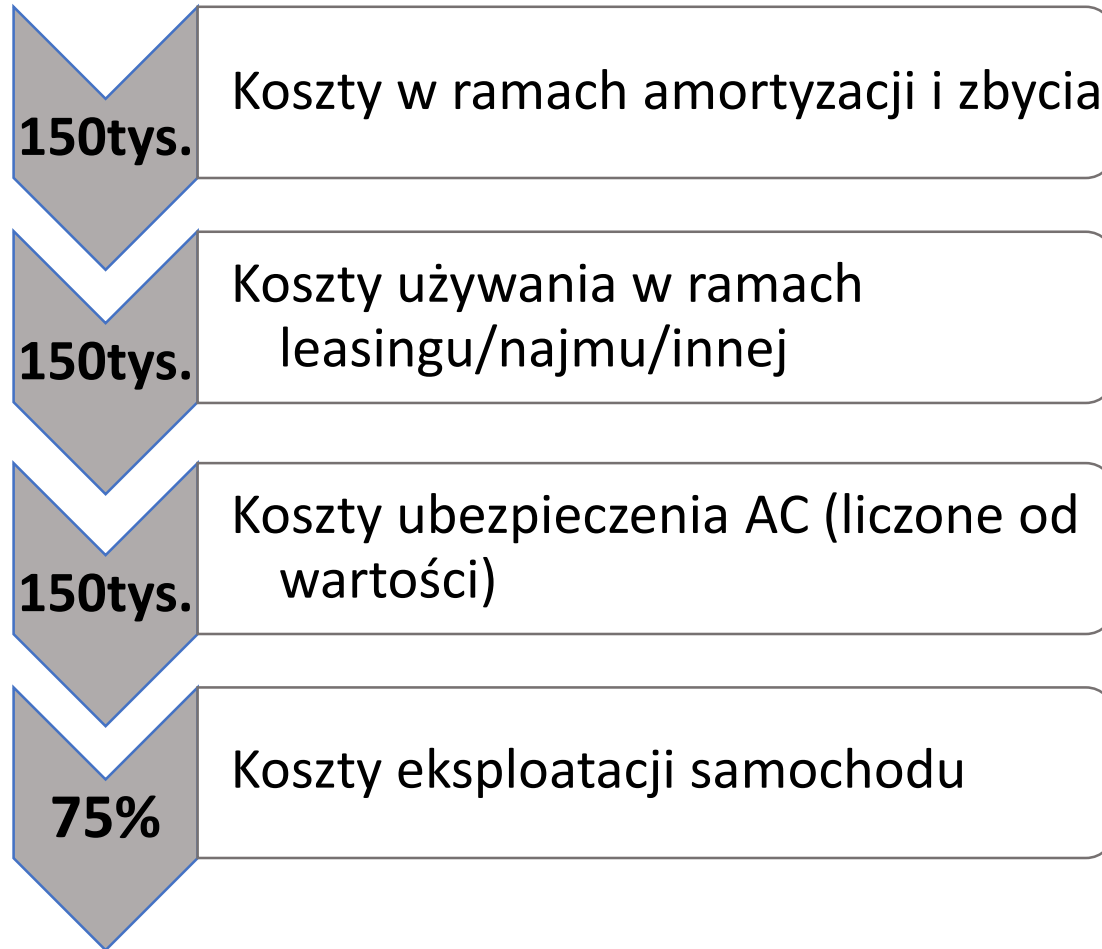 150tys.
Koszty w ramach amortyzacji i zbycia
150tys.
Koszty używania w ramach
leasingu/najmu/innej
150tys.
Koszty ubezpieczenia AC (liczone od
wartości)
75%
Koszty eksploatacji samochodu